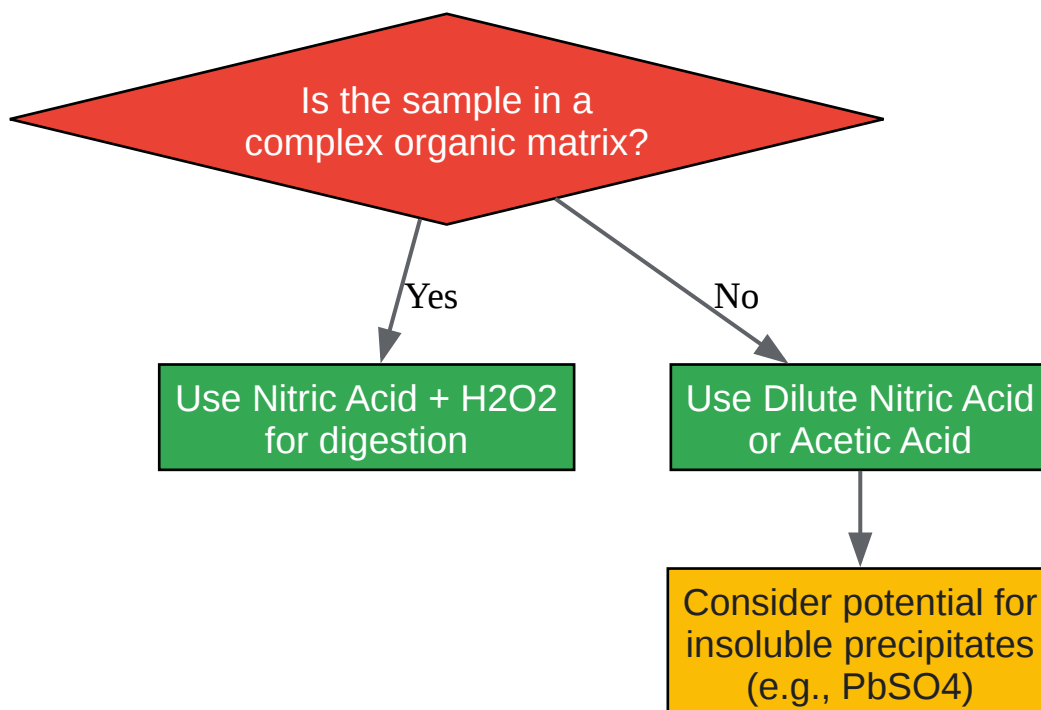 Is the sample in a
complex organic matrix?
Yes
No
Use Nitric Acid + H2O2
for digestion
Use Dilute Nitric Acid
or Acetic Acid
Consider potential for
insoluble precipitates
(e.g., PbSO4)